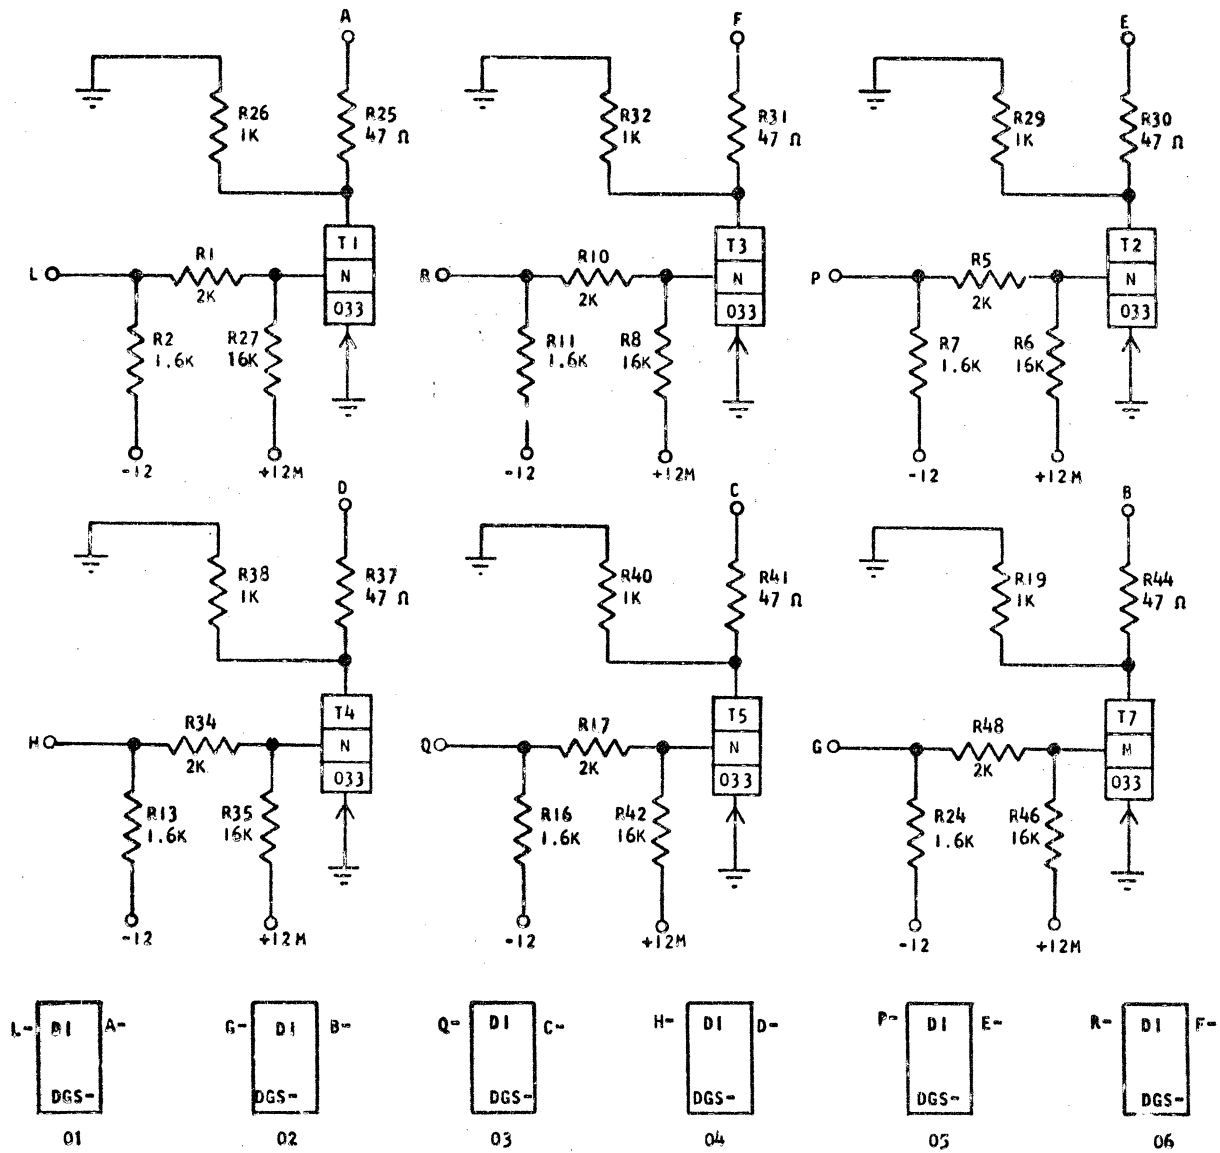 A
F
E
R26
1K
R25
47 Ω
R32
1K
R31
47 Ω
R29
1K
R30
47 Ω
L
R1
2K
T1
N
033
R
R10
2K
T3
N
033
P
R5
2K
T2
N
033
R2
1.6K
R27
16K
R11
1.6K
R8
16K
R7
1.6K
R6
16K
-12
+12M
-12
+12M
-12
+12M
D
C
B
R38
1K
R37
47 Ω
R40
1K
R41
47 Ω
R19
1K
R44
47 Ω
H
R34
2K
T4
N
033
Q
R17
2K
T5
N
033
G
R48
2K
T7
M
033
R13
1.6K
R35
16K
R16
1.6K
R42
16K
R24
1.6K
R46
16K
-12
+12M
-12
+12M
-12
+12M
L- DI A-
DGS-
01
G- DI B-
DGS-
02
Q- DI C-
DGS-
03
H- DI D-
DGS-
04
P- DI E-
DGS-
05
R- DI F-
DGS-
06